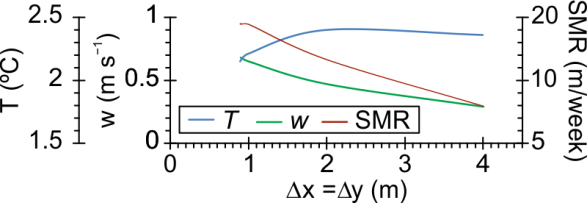 2.5 1 20
T (ºC) 2 w (m s⁻¹) 0.5 10 SMR (m/week)
T w SMR
1.5 0 5
0 1 2 3 4
Δx =Δy (m)